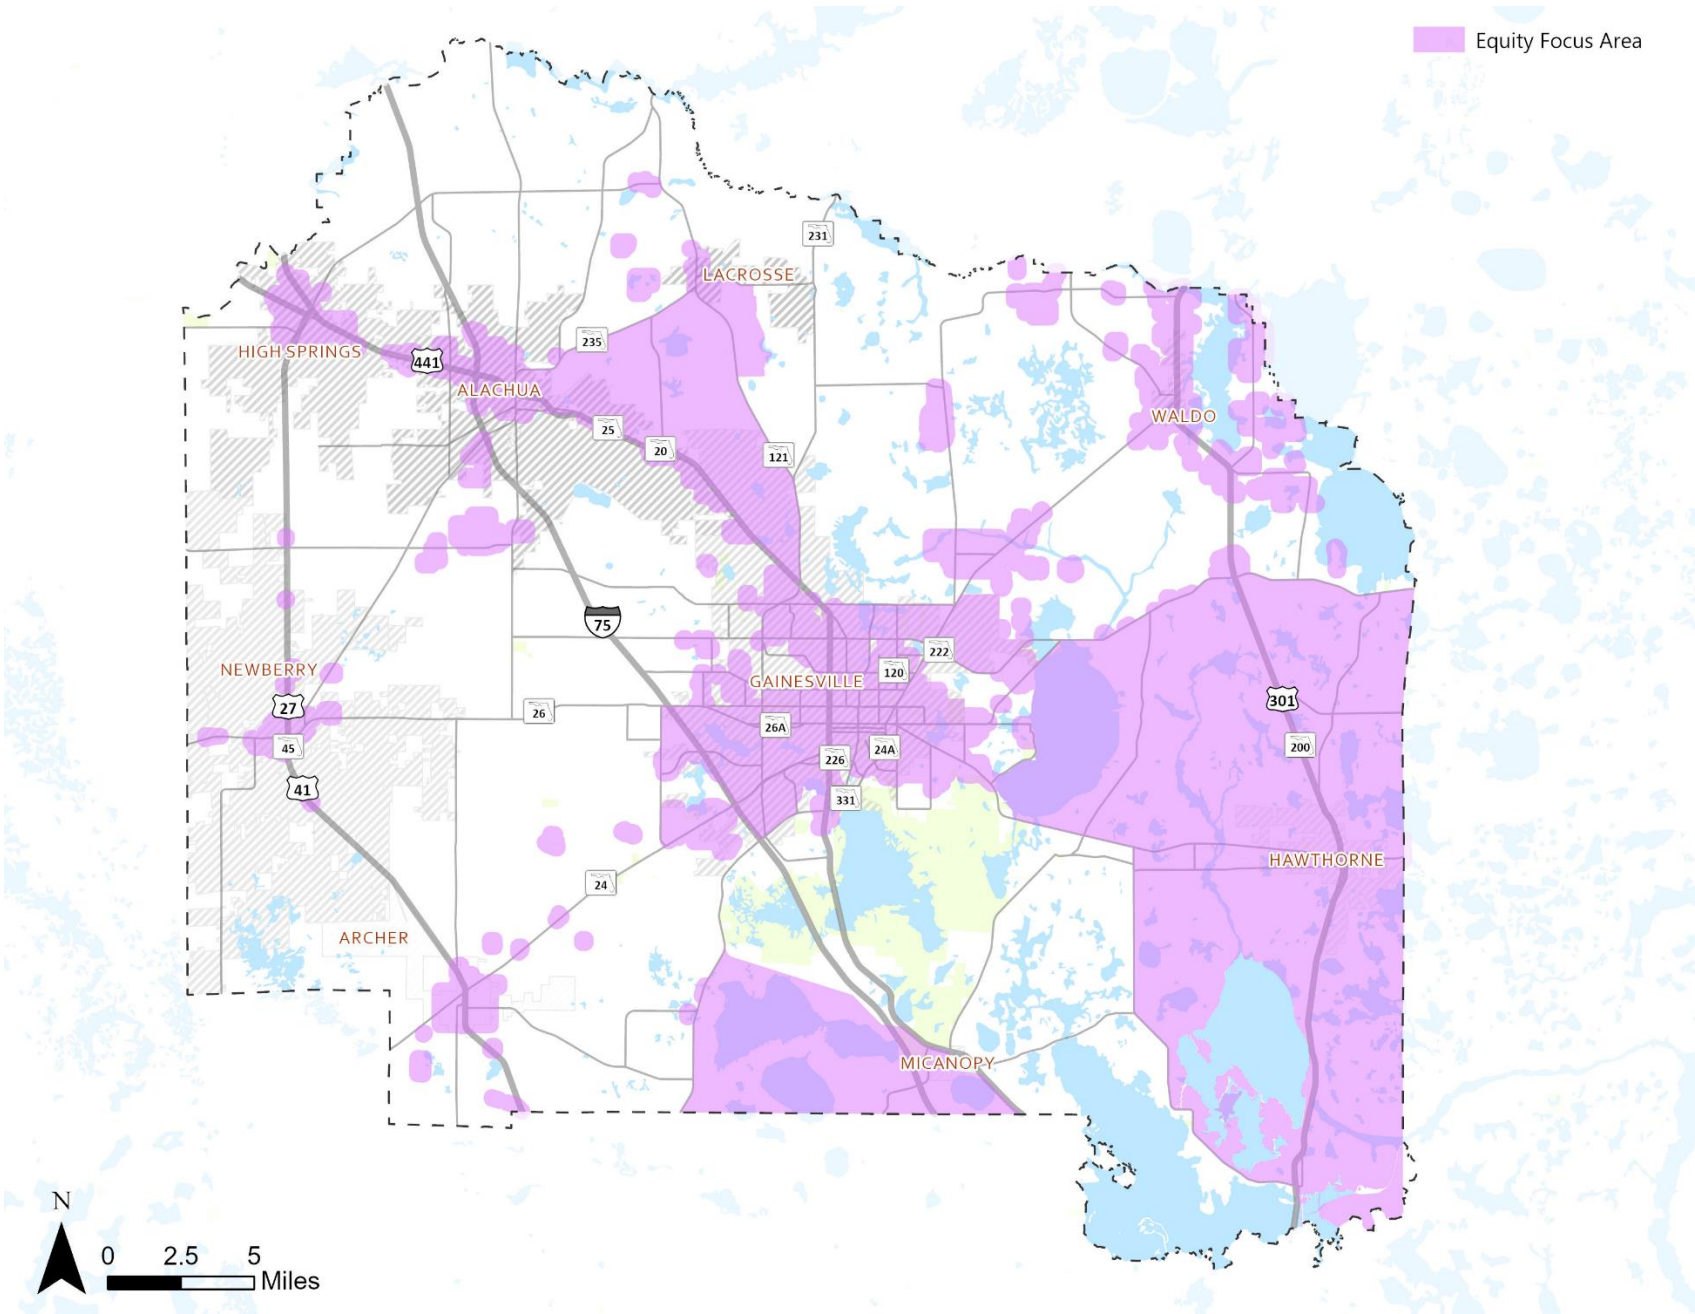 Equity Focus Area
231
LACROSSE
235
HIGH SPRINGS
441
ALACHUA
WALDO
25
20
121
75
222
NEWBERRY
120
GAINESVILLE
27
301
26
26A
45
24A
200
226
41
331
HAWTHORNE
24
ARCHER
MICANOPY
N
0 2.5 5
Miles